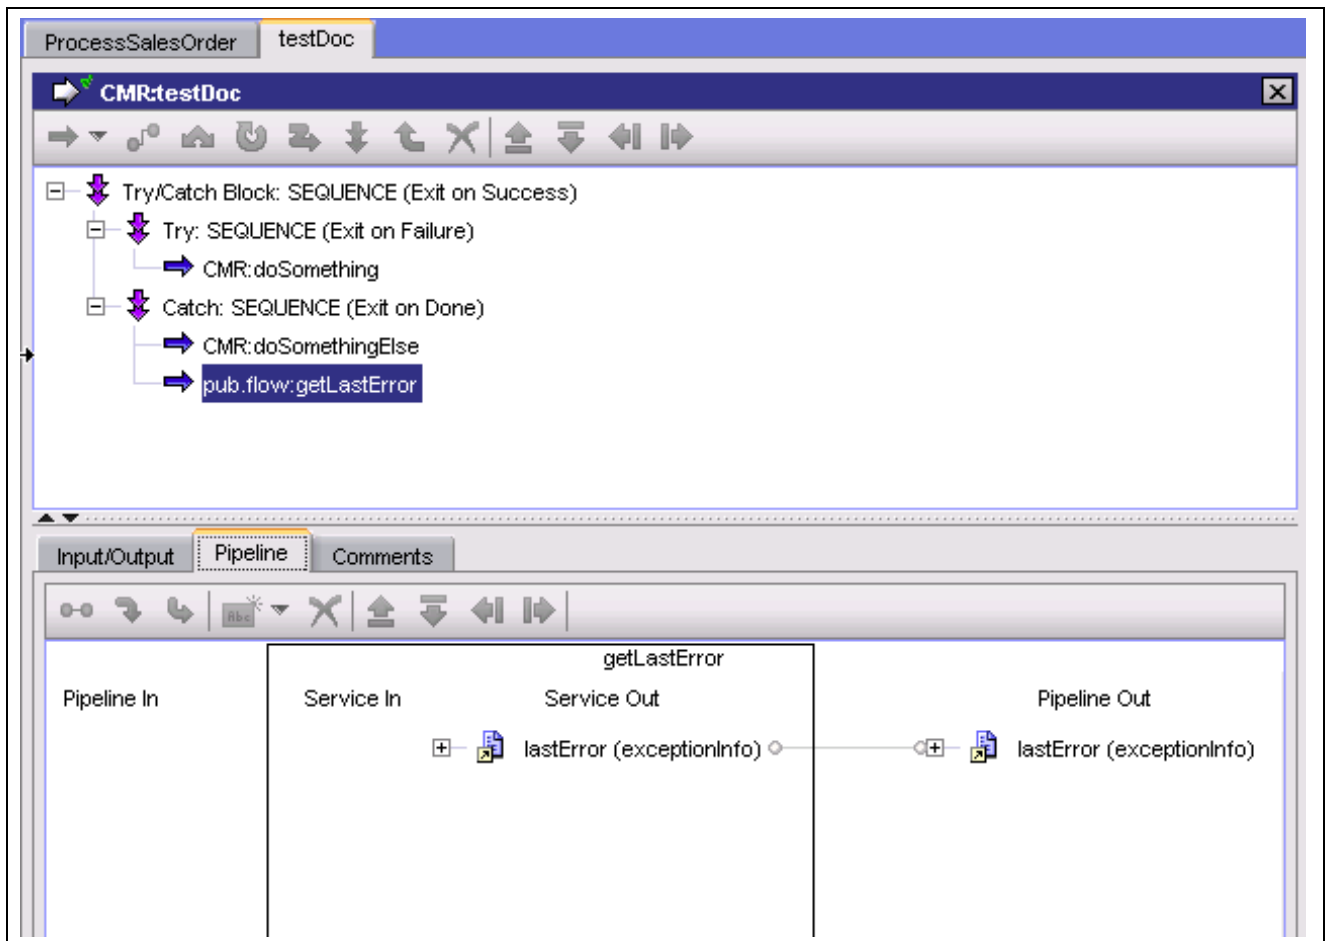 ProcessSalesOrder testDoc
CMR:testDoc
Try/Catch Block: SEQUENCE (Exit on Success)
Try: SEQUENCE (Exit on Failure)
CMR:doSomething
Catch: SEQUENCE (Exit on Done)
CMR:doSomethingElse
pub.flow:getLastError
Input/Output Pipeline Comments
Abc
getLastError
Pipeline In Service In Service Out Pipeline Out
lastError (exceptionInfo) lastError (exceptionInfo)